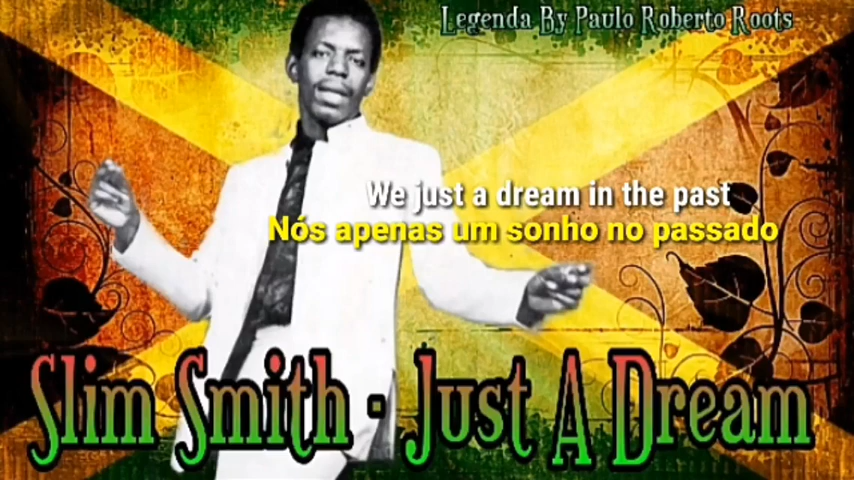 Legenda By Paulo Roberto Roots
We just a dream in the past
Nós apenas um sonho no passado
Slim Smith - Just A Dream